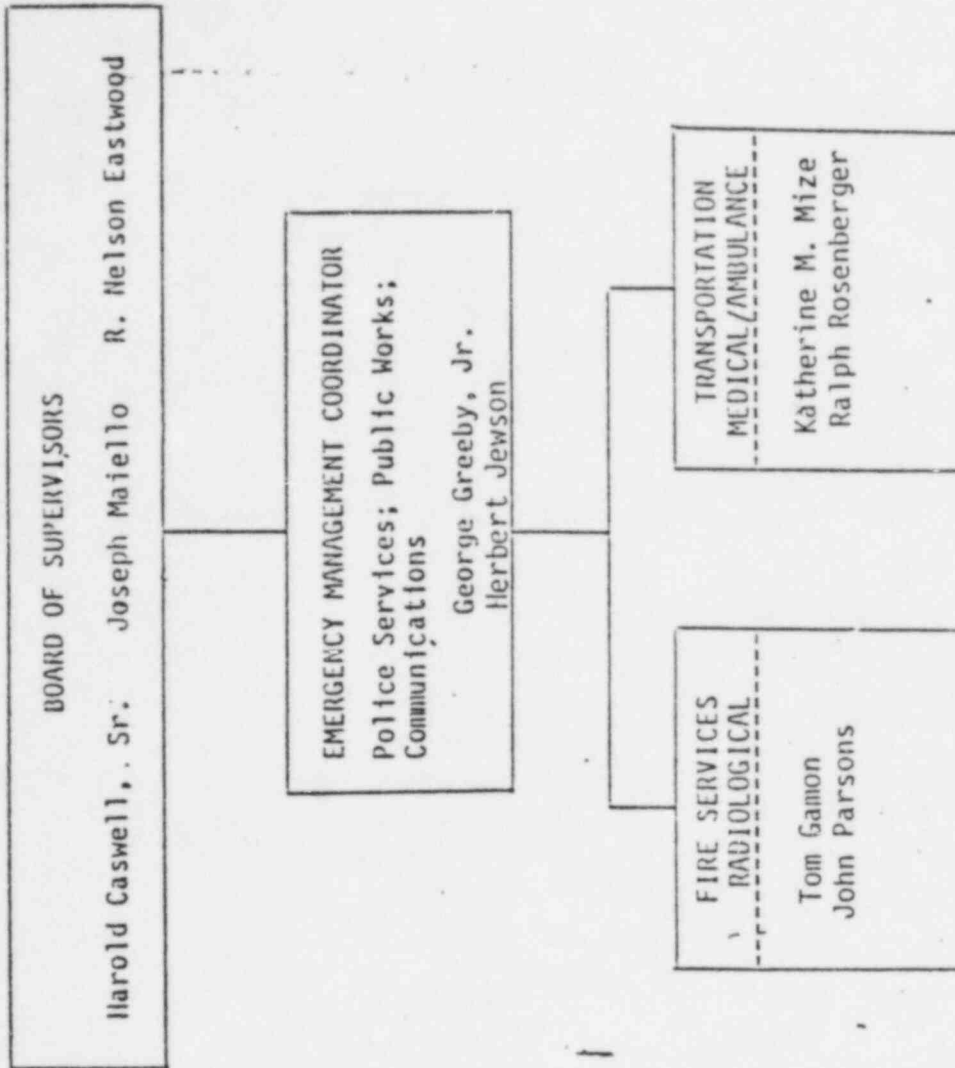 BOARD OF SUPERVISORS
Harold Caswell, Sr. Joseph Maiello R. Nelson Eastwood
EMERGENCY MANAGEMENT COORDINATOR
Police Services; Public Works;
Communications
George Greeby, Jr.
Herbert Jewson
FIRE SERVICES
RADIOLOGICAL
Tom Gamon
John Parsons
TRANSPORTATION
MEDICAL/AMBULANCE
Katherine M. Mize
Ralph Rosenberger